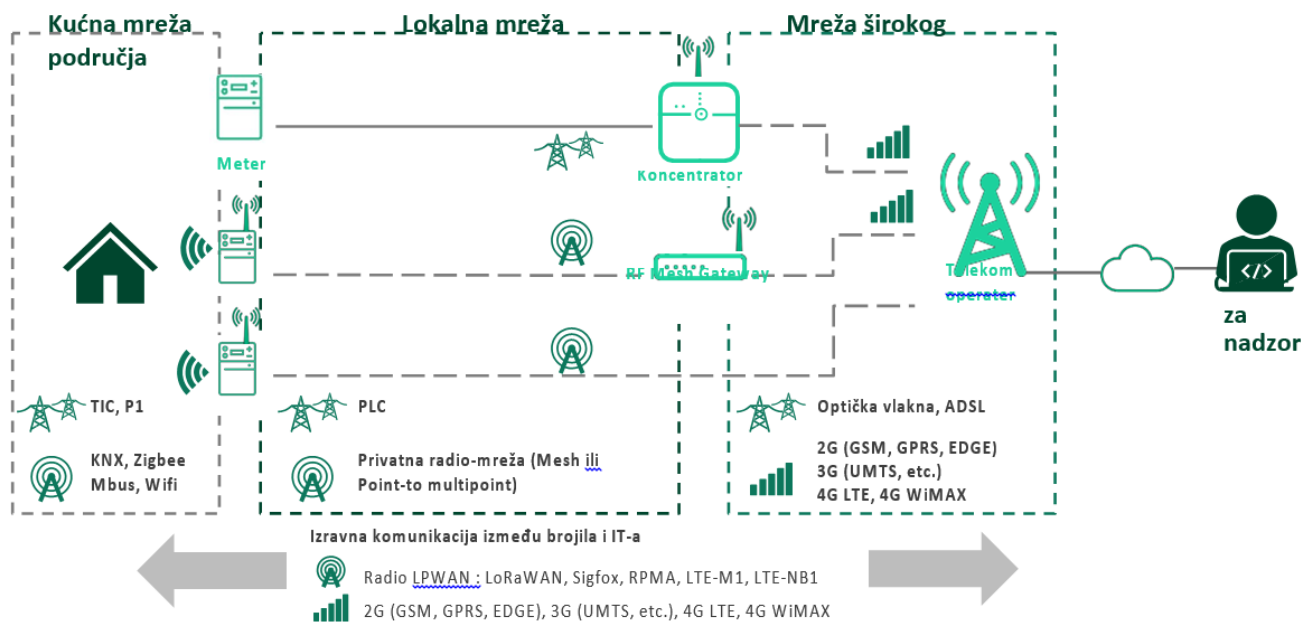 Kućna mreža
područja
Lokalna mreža
Mreža širokog
Meter
Koncentrator
RF Mesh Gateway
Telekom
operater
za
nadzor
TIC, P1
KNX, Zigbee
Mbus, Wifi
PLC
Privatna radio-mreža (Mesh ili
Point-to multipoint)
Optička vlakna, ADSL
2G (GSM, GPRS, EDGE)
3G (UMTS, etc.)
4G LTE, 4G WiMAX
Izravna komunikacija između brojila i IT-a
Radio LPWAN : LoRaWAN, Sigfox, RPMA, LTE-M1, LTE-NB1
2G (GSM, GPRS, EDGE), 3G (UMTS, etc.), 4G LTE, 4G WiMAX